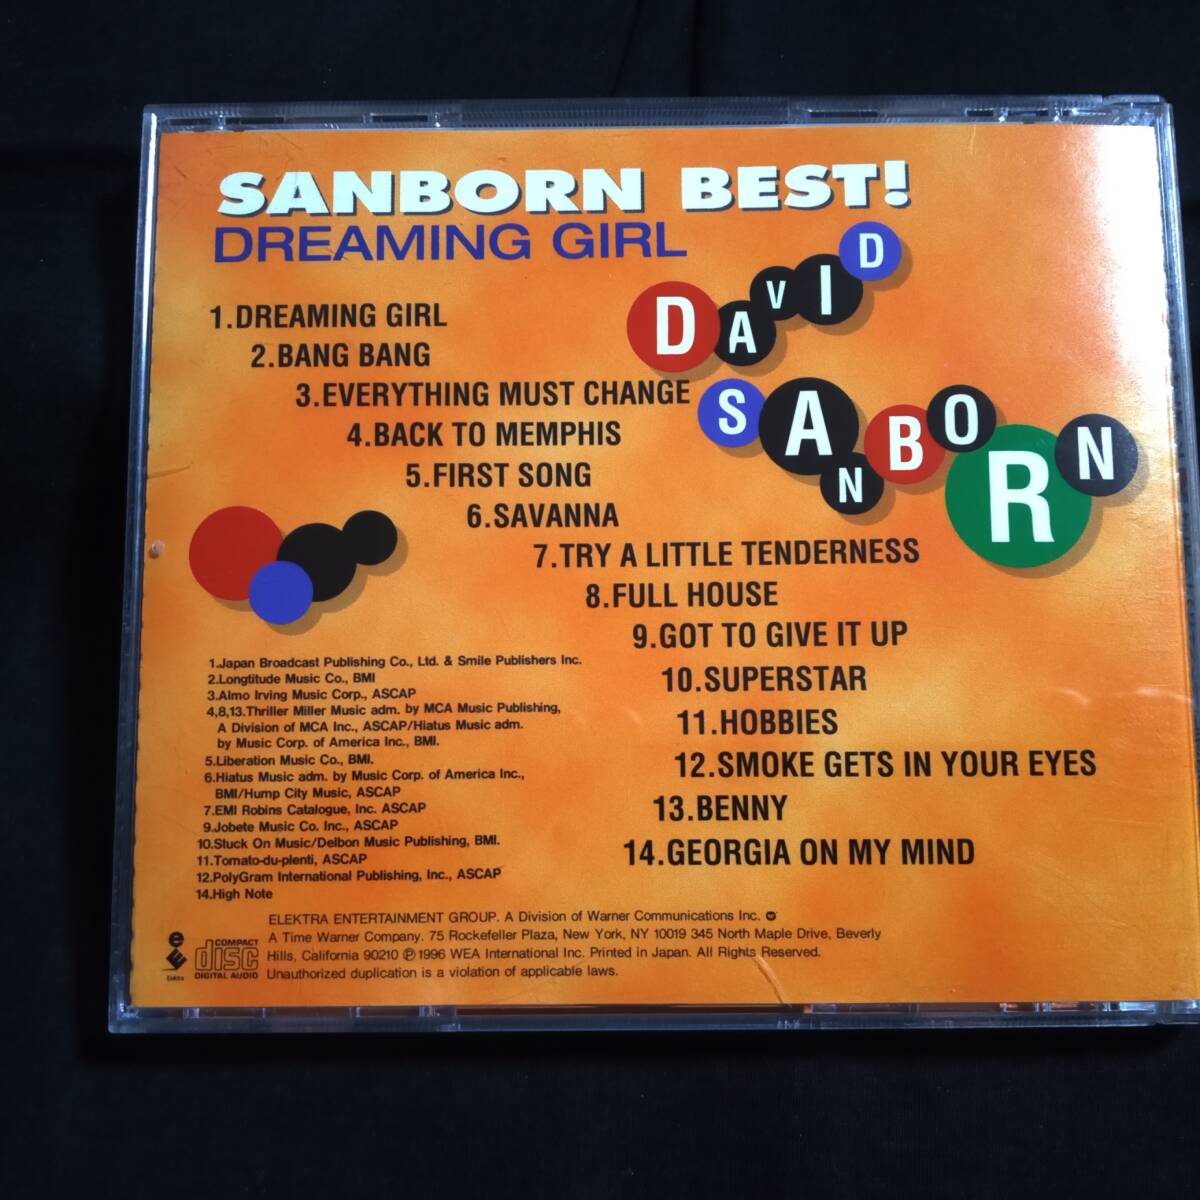 SANBORN BEST!
DREAMING GIRL
DAVID
SANBORN
1.DREAMING GIRL
2.BANG BANG
3.EVERYTHING MUST CHANGE
4.BACK TO MEMPHIS
5.FIRST SONG
6.SAVANNA
7.TRY A LITTLE TENDERNESS
8.FULL HOUSE
9.GOT TO GIVE IT UP
10.SUPERSTAR
11.HOBBIES
12.SMOKE GETS IN YOUR EYES
13.BENNY
14.GEORGIA ON MY MIND
1.Japan Broadcast Publishing Co., Ltd. & Smile Publishers Inc.
2.Longtitude Music Co., BMI
3.Almo Irving Music Corp., ASCAP
4,8,13.Thriller Miller Music adm. by MCA Music Publishing,
A Division of MCA Inc., ASCAP/Hiatus Music adm.
by Music Corp. of America Inc., BMI.
5.Liberation Music Co., BMI.
6.Hiatus Music adm. by Music Corp. of America Inc.,
BMI/Hump City Music, ASCAP
7.EMI Robins Catalogue, Inc. ASCAP
9.Jobete Music Co. Inc., ASCAP
10.Stuck On Music/Delbon Music Publishing, BMI.
11.Tomato-du-plenti, ASCAP
12.PolyGram International Publishing, Inc., ASCAP
14.High Note
ELEKTRA ENTERTAINMENT GROUP. A Division of Warner Communications Inc.
A Time Warner Company. 75 Rockefeller Plaza, New York, NY 10019 345 North Maple Drive, Beverly
Hills, California 90210 ℗1996 WEA International Inc. Printed in Japan. All Rights Reserved.
Unauthorized duplication is a violation of applicable laws.
Elektra
COMPACT
disc
DIGITAL AUDIO